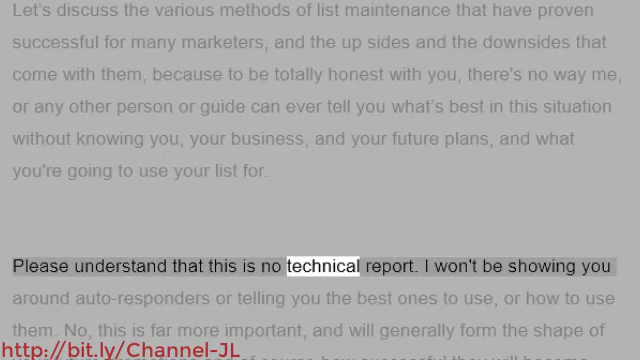 Let's discuss the various methods of list maintenance that have proven
successful for many marketers, and the up sides and the downsides that
come with them, because to be totally honest with you, there's no way me,
or any other person or guide can ever tell you what's best in this situation
without knowing you, your business, and your future plans, and what
you're going to use your list for.
Please understand that this is no technical report. I won't be showing you
around auto-responders or telling you the best ones to use, or how to use
them. No, this is far more important, and will generally form the shape of
http://bit.ly/Channel-JL